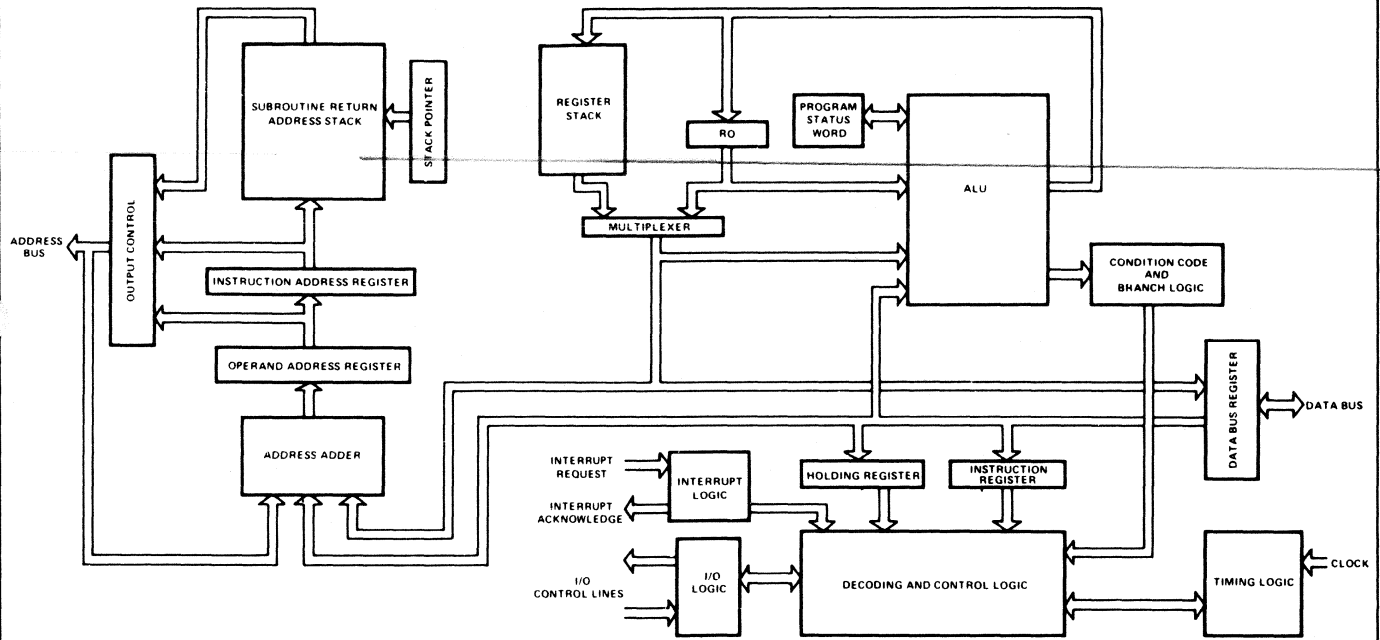 SUBROUTINE RETURN
ADDRESS STACK
STACK POINTER
REGISTER
STACK
RO
PROGRAM
STATUS
WORD
ALU
MULTIPLEXER
ADDRESS
BUS
OUTPUT CONTROL
INSTRUCTION ADDRESS REGISTER
CONDITION CODE
AND
BRANCH LOGIC
OPERAND ADDRESS REGISTER
DATA BUS REGISTER
DATA BUS
ADDRESS ADDER
INTERRUPT
REQUEST
INTERRUPT
LOGIC
HOLDING REGISTER
INSTRUCTION
REGISTER
INTERRUPT
ACKNOWLEDGE
I/O
CONTROL LINES
I/O
LOGIC
DECODING AND CONTROL LOGIC
TIMING LOGIC
CLOCK